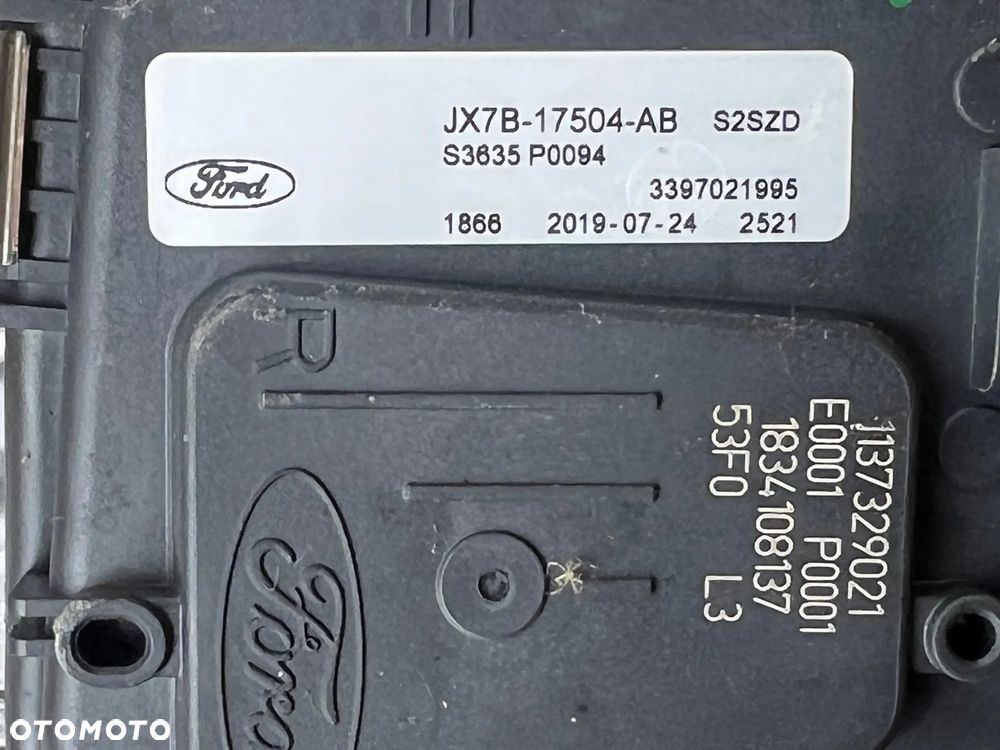 JX7B-17504-AB S2SZD
S3635 P0094
Ford
3397021995
1866 2019-07-24 2521
R
1137329021
E0001 P0001
1834108137
53F0 L3
Ford
OTOMOTO